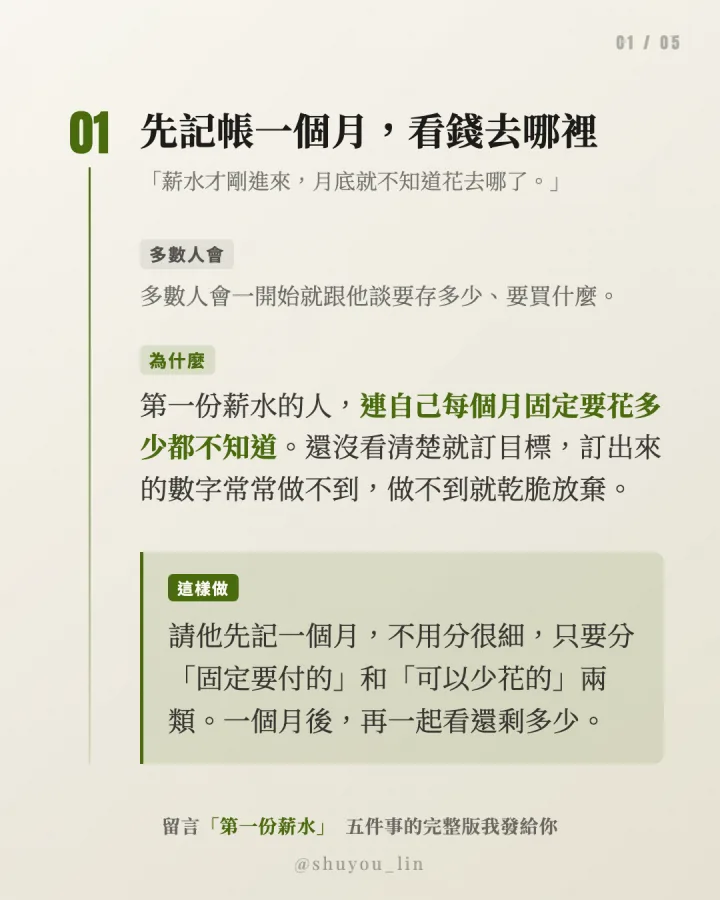 01 / 05
01 先記帳一個月，看錢去哪裡
「薪水才剛進來，月底就不知道花去哪了。」
多數人會
多數人會一開始就跟他談要存多少、要買什麼。
為什麼
第一份薪水的人，連自己每個月固定要花多
少都不知道。還沒看清楚就訂目標，訂出來
的數字常常做不到，做不到就乾脆放棄。
這樣做
請他先記一個月，不用分很細，只要分
「固定要付的」和「可以少花的」兩
類。一個月後，再一起看還剩多少。
留言「第一份薪水」 五件事的完整版我發給你
@shuyou_lin